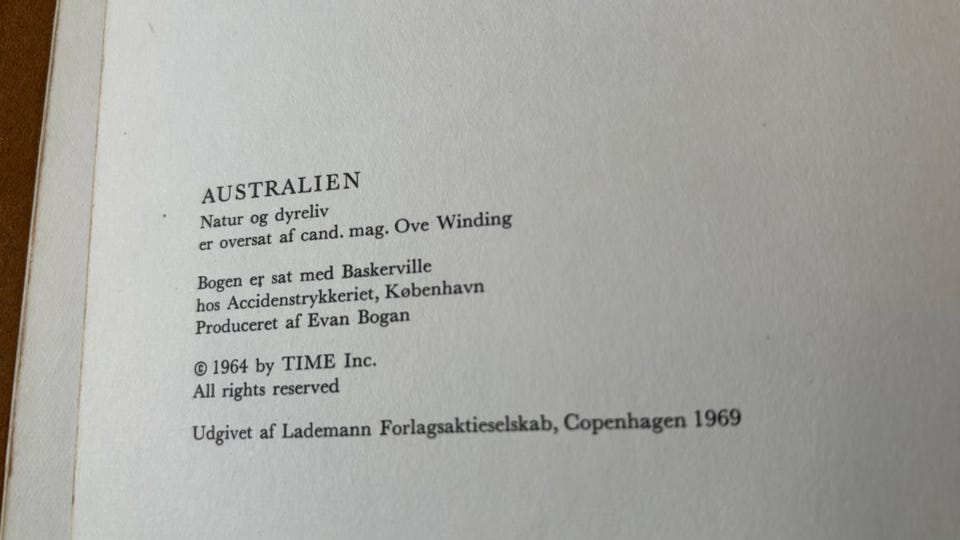 AUSTRALIEN
Natur og dyreliv
er oversat af cand. mag. Ove Winding
Bogen er sat med Baskerville
hos Accidenstrykkeriet, København
Produceret af Evan Bogan
© 1964 by TIME Inc.
All rights reserved
Udgivet af Lademann Forlagsaktieselskab, Copenhagen 1969